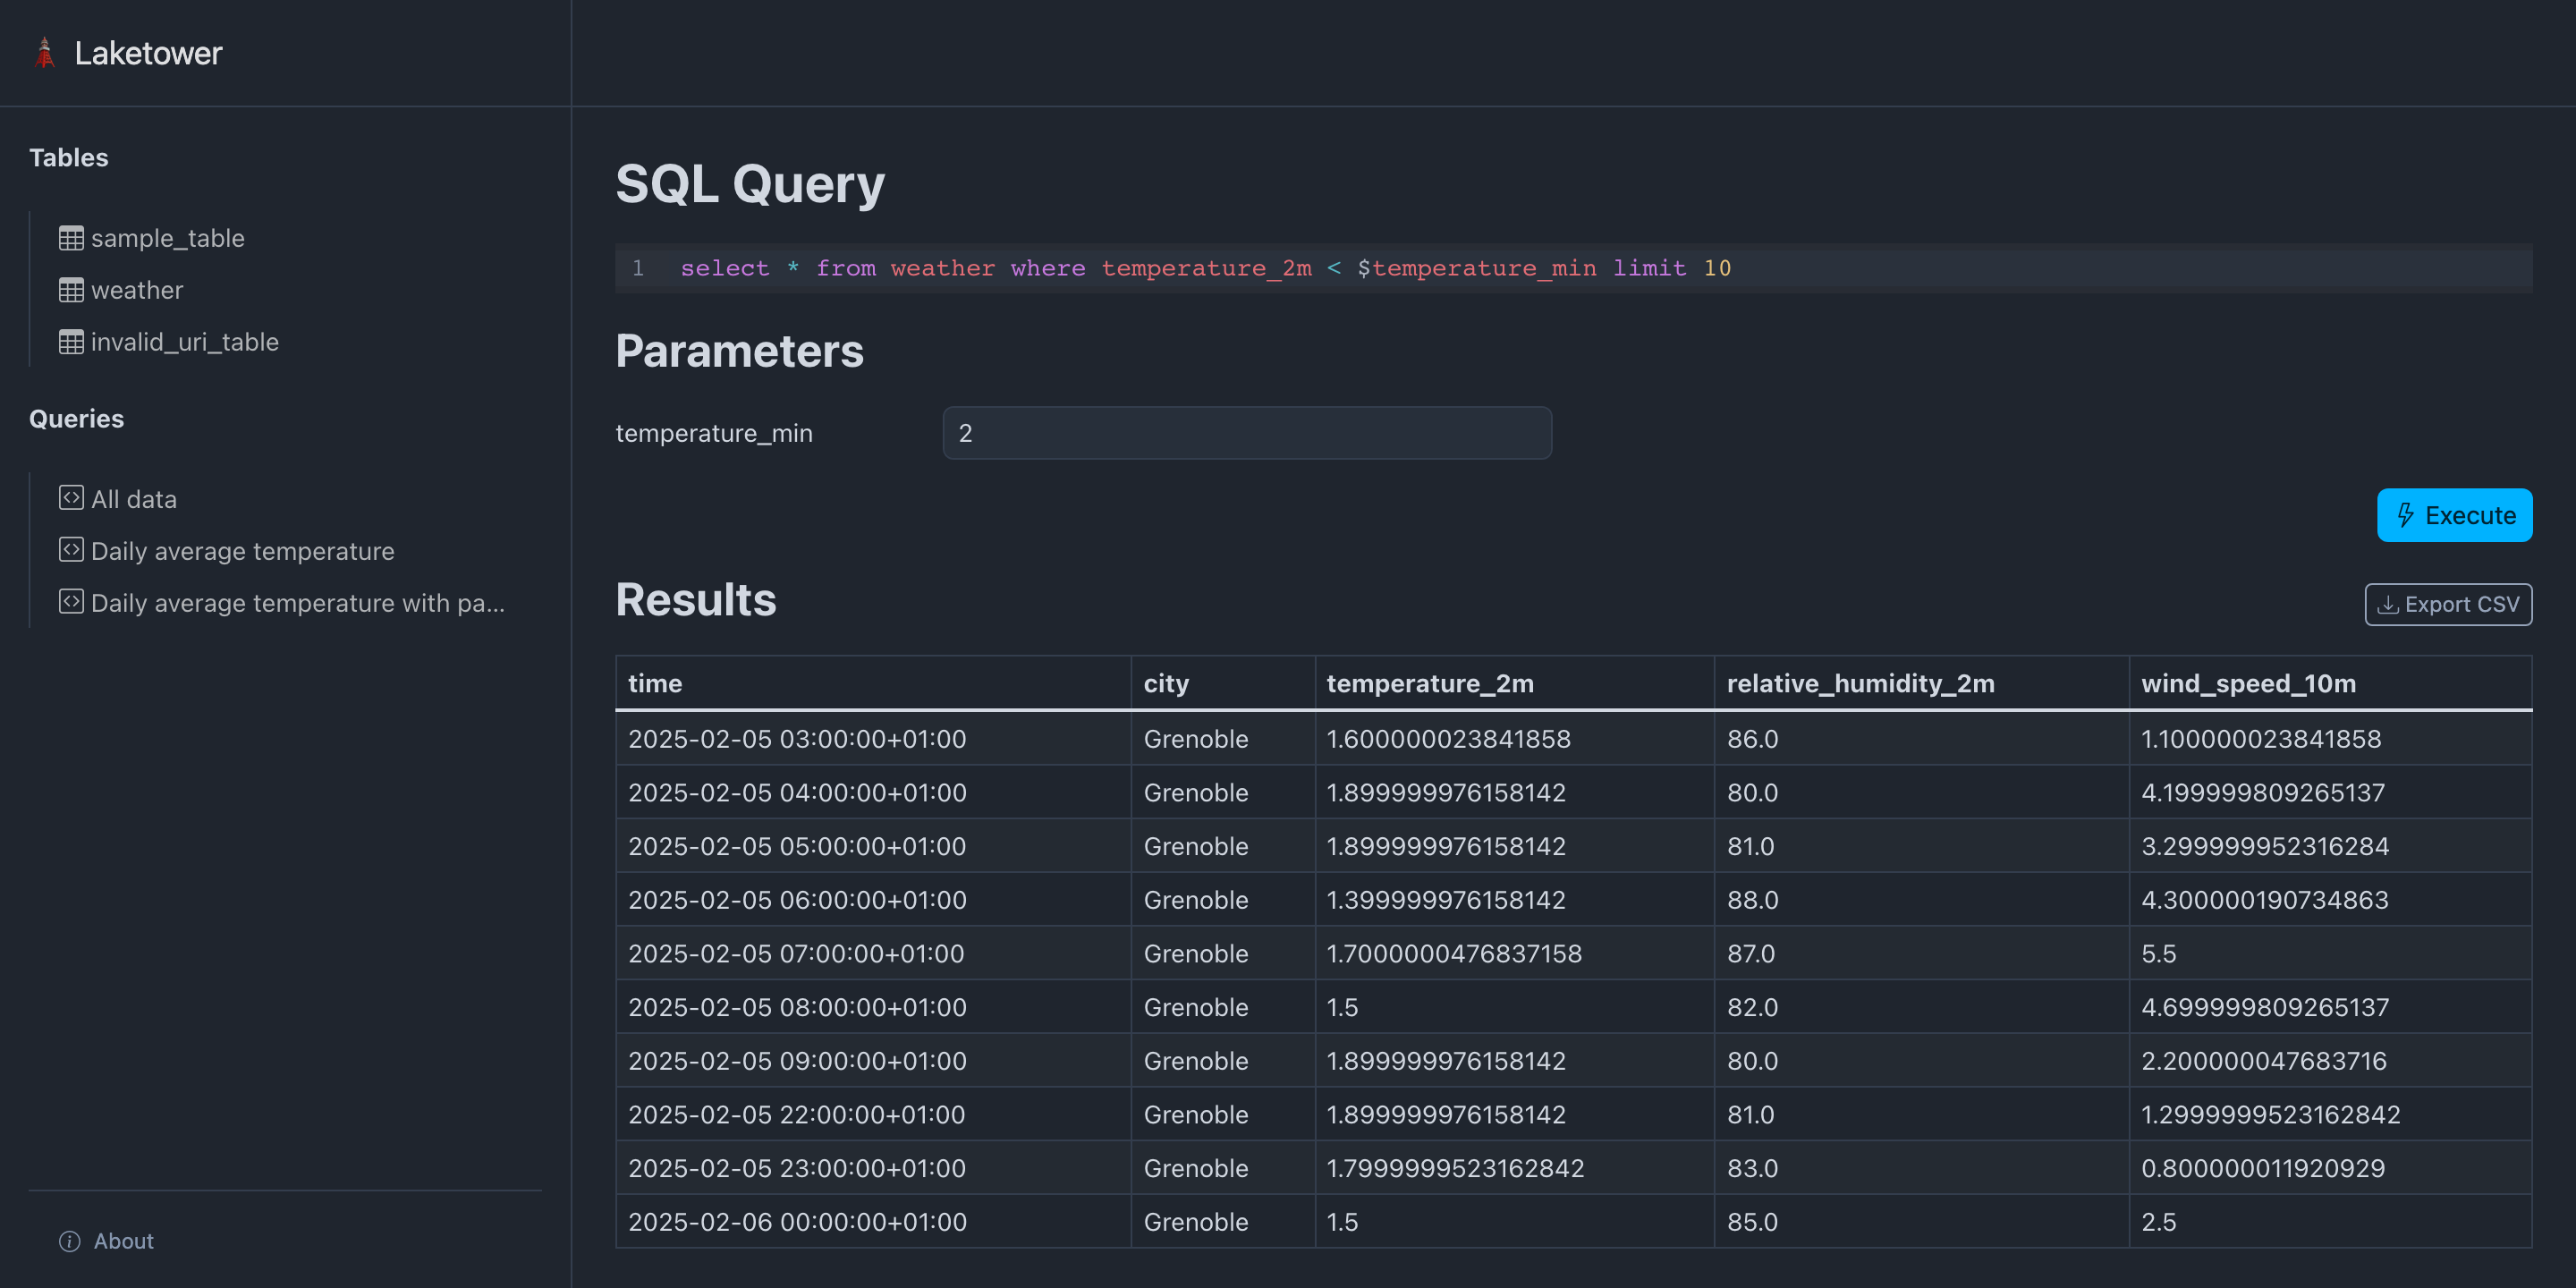 Laketower
Tables
sample_table
weather
invalid_uri_table
Queries
All data
Daily average temperature
Daily average temperature with pa...
About
SQL Query
1 select * from weather where temperature_2m < $temperature_min limit 10
Parameters
temperature_min 2
Execute
Results
Export CSV
time city temperature_2m relative_humidity_2m wind_speed_10m
2025-02-05 03:00:00+01:00 Grenoble 1.600000023841858 86.0 1.100000023841858
2025-02-05 04:00:00+01:00 Grenoble 1.899999976158142 80.0 4.199999809265137
2025-02-05 05:00:00+01:00 Grenoble 1.899999976158142 81.0 3.299999952316284
2025-02-05 06:00:00+01:00 Grenoble 1.399999976158142 88.0 4.300000190734863
2025-02-05 07:00:00+01:00 Grenoble 1.7000000476837158 87.0 5.5
2025-02-05 08:00:00+01:00 Grenoble 1.5 82.0 4.699999809265137
2025-02-05 09:00:00+01:00 Grenoble 1.899999976158142 80.0 2.200000047683716
2025-02-05 22:00:00+01:00 Grenoble 1.899999976158142 81.0 1.2999999523162842
2025-02-05 23:00:00+01:00 Grenoble 1.7999999523162842 83.0 0.800000011920929
2025-02-06 00:00:00+01:00 Grenoble 1.5 85.0 2.5